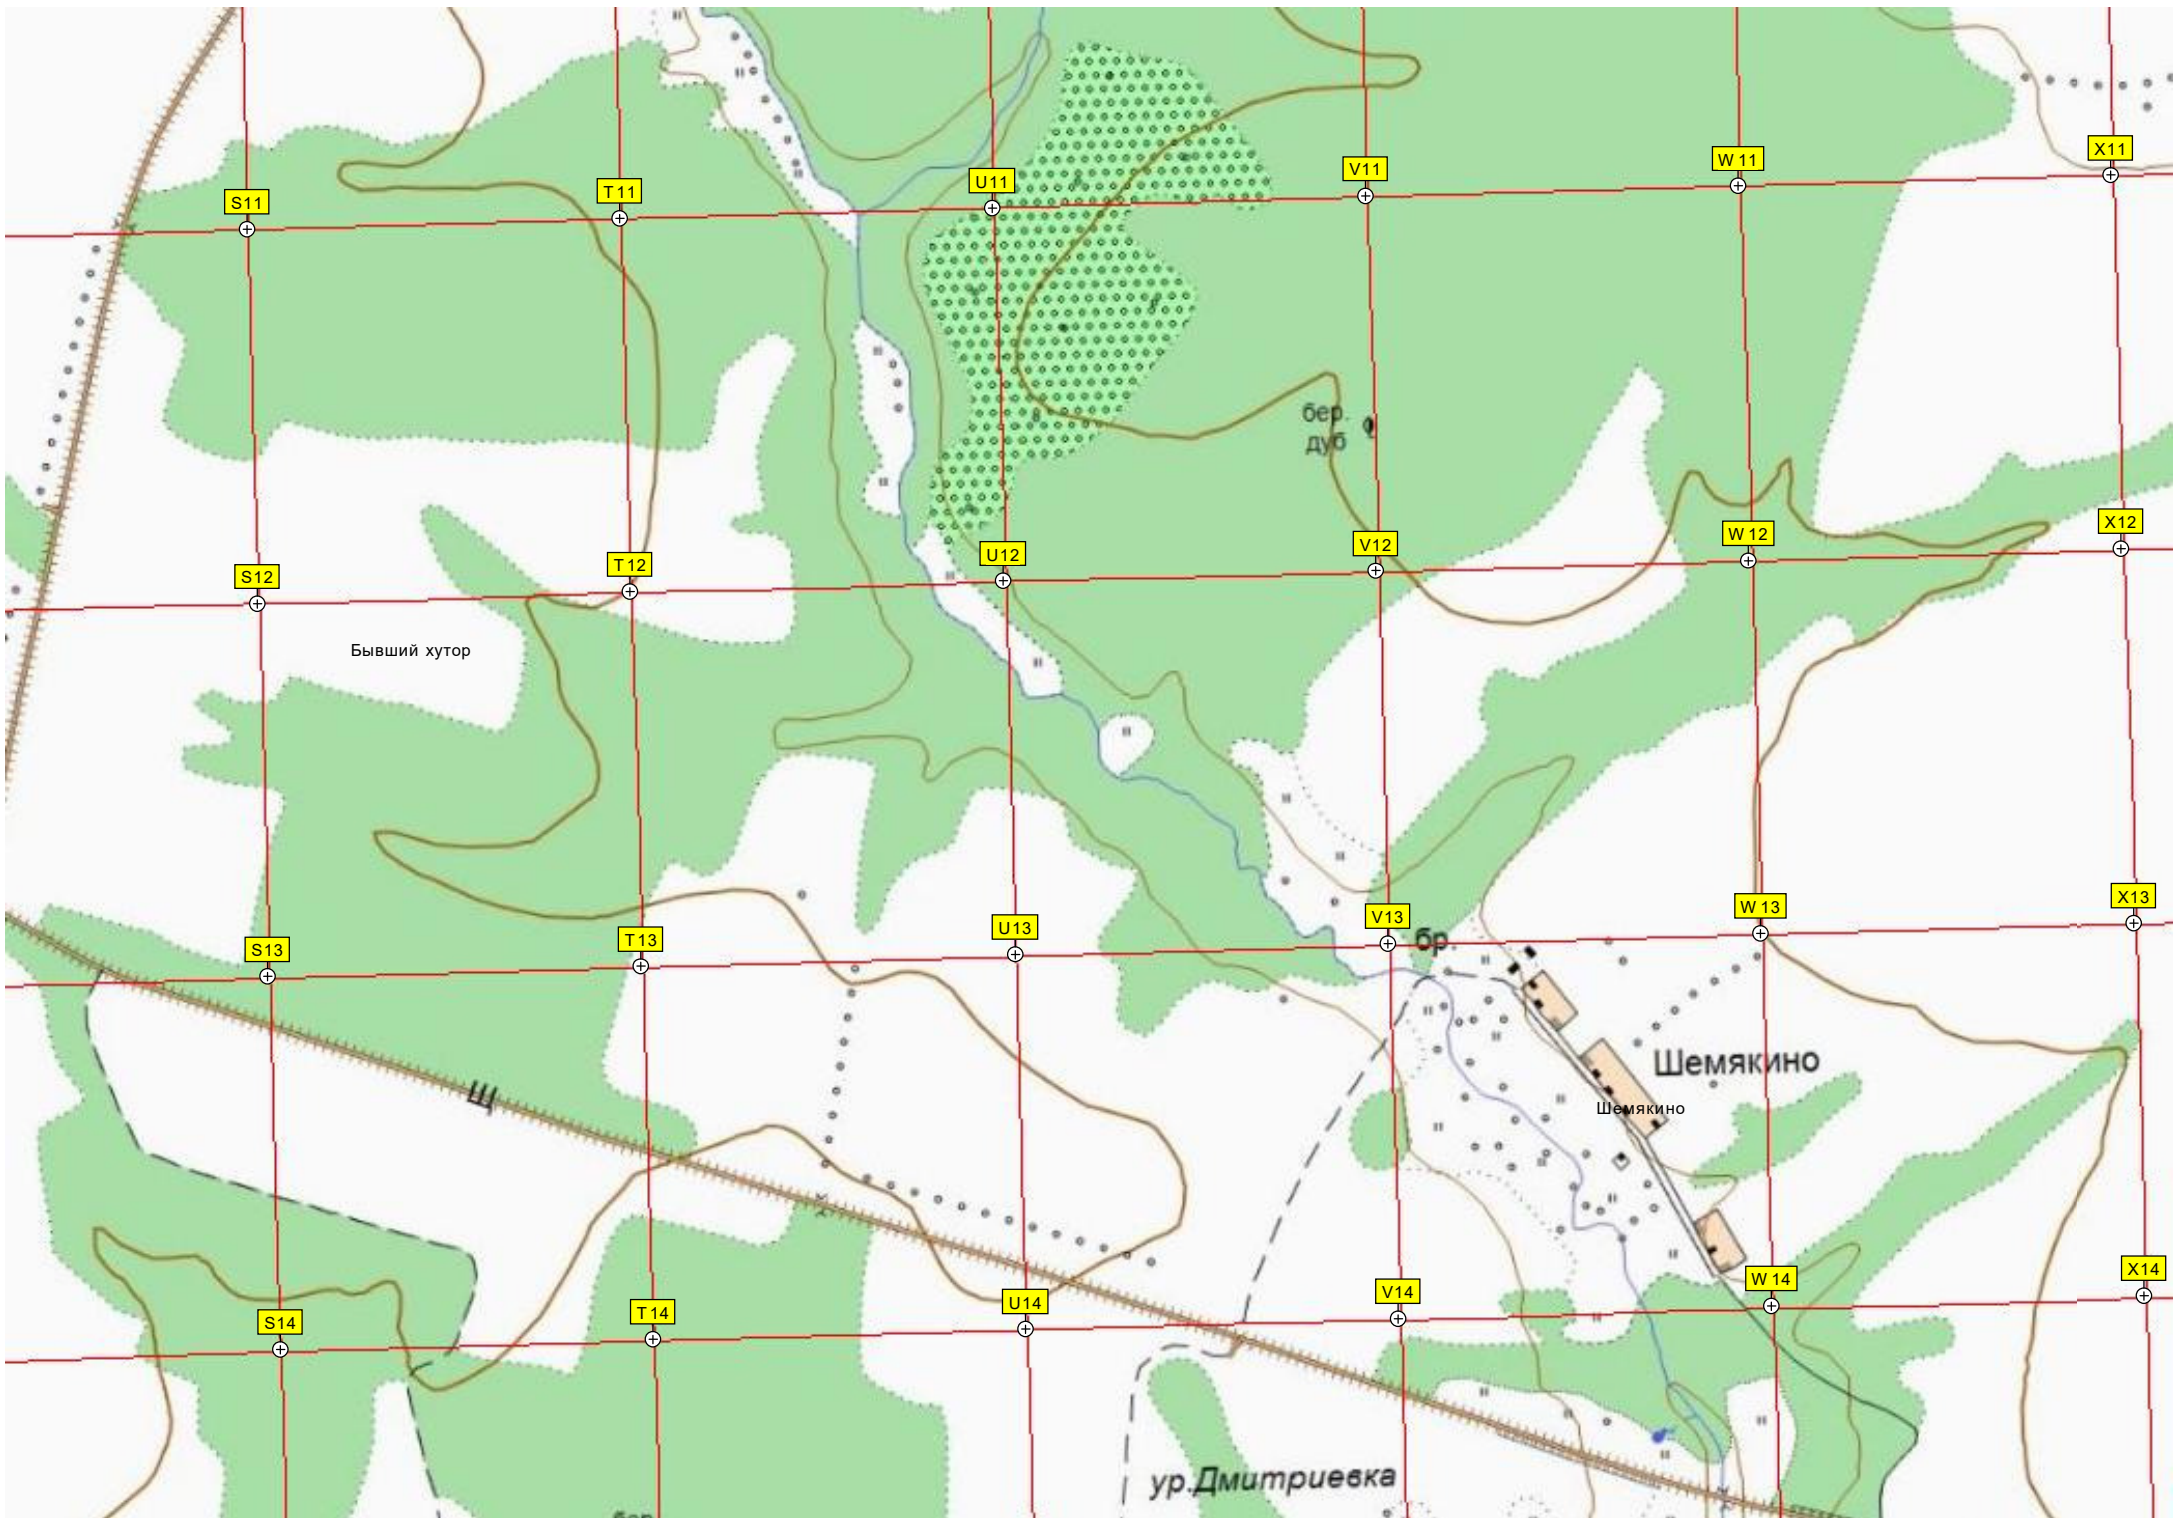 X11
W 11
V11
U11
T11
S11
бер.
дуб
X12
W 12
V12
U12
T12
S12
Бывший хутор
X13
W 13
V13
U13
T13
S13
бр.
Шемякино
Щ
Шемякино
X14
W 14
V14
U14
T14
S14
ур.Дмитриевка